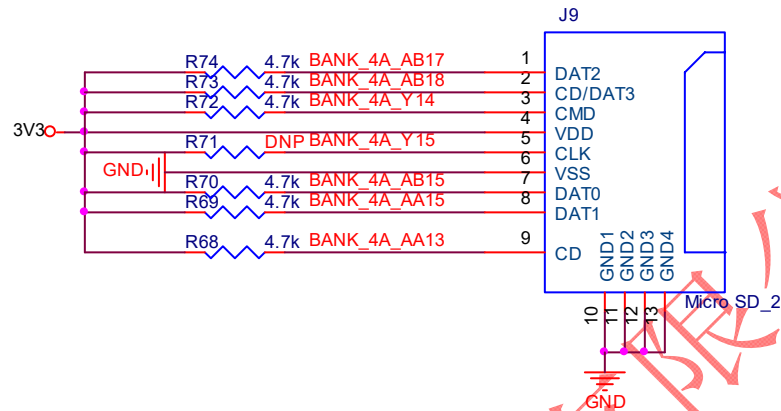 J9
R74 4.7k BANK_4A_AB17 1 DAT2
R73 4.7k BANK_4A_AB18 2 CD/DAT3
R72 4.7k BANK_4A_Y14 3 CMD
3V3 4 VDD
R71 DNP BANK_4A_Y15 5 CLK
GND 6 VSS
R70 4.7k BANK_4A_AB15 7 DAT0
R69 4.7k BANK_4A_AA15 8 DAT1
R68 4.7k BANK_4A_AA13 9 CD
GND1 GND2 GND3 GND4
10 11 12 13
Micro SD_2
GND
限